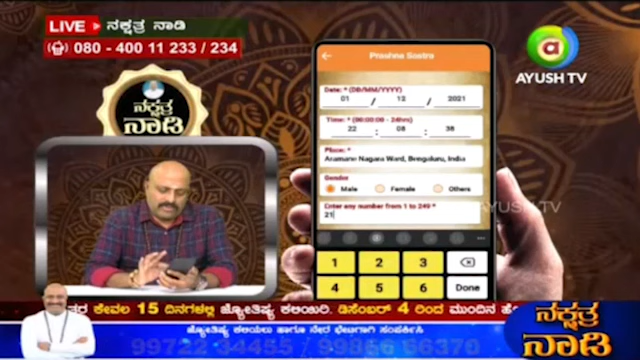 LIVE ▶ ನಕ್ಷತ್ರ ನಾಡಿ
080 - 400 11 233 / 234
ನಕ್ಷತ್ರ
ನಾಡಿ
Prashna Sastra
Date: * (DD/MM/YYYY)
01 / 12 / 2021
Time: * (00:00:00 - 24hrs)
22 : 08 : 38
Place: *
Aramane Nagara Ward, Bengaluru, India
Gender
Male Female Others
Enter any number from 1 to 249 *
21
1 2 3
4 5 6 Done
a
AYUSH TV
AYUSH TV
ಕೇವಲ 15 ದಿನಗಳಲ್ಲಿ ಜ್ಯೋತಿಷ್ಯ ಕಲಿಯಿರಿ. ಡಿಸೆಂಬರ್ 4 ರಿಂದ ಮುಂದಿನ
ಜ್ಯೋತಿಷ್ಯ ಕಲಿಯಲು ಹಾಗೂ ನೇರ ಭೇಟಿಗಾಗಿ ಸಂಪರ್ಕಿಸಿ
ನಕ್ಷತ್ರ
ನಾಡಿ